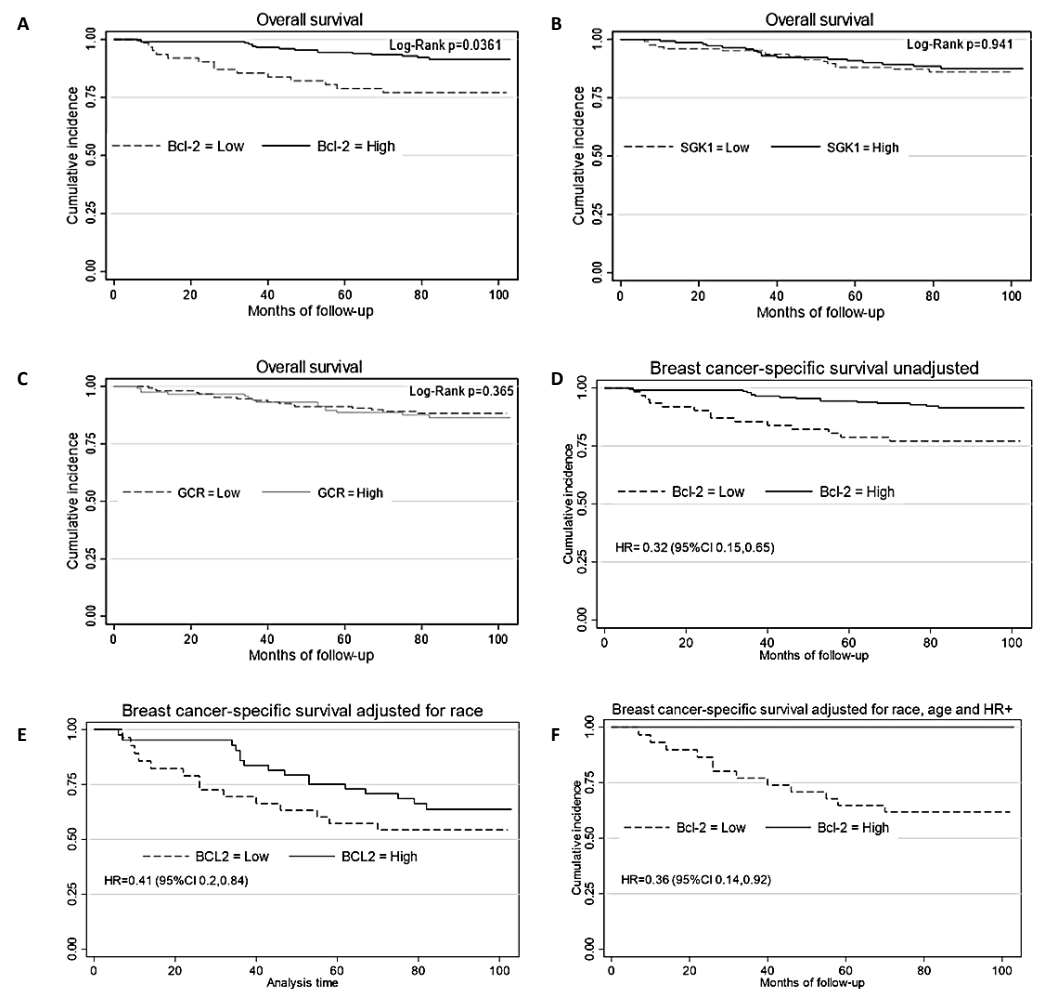 A
Overall survival
Log-Rank p=0.0361
Cumulative incidence
1.00
0.75
0.50
0.25
0.00
Bcl-2 = Low
Bcl-2 = High
0 20 40 60 80 100
Months of follow-up
B
Overall survival
Log-Rank p=0.941
Cumulative incidence
1.00
0.75
0.50
0.25
0.00
SGK1 = Low
SGK1 = High
0 20 40 60 80 100
Months of follow-up
C
Overall survival
Log-Rank p=0.365
Cumulative incidence
1.00
0.75
0.50
0.25
0.00
GCR = Low
GCR = High
0 20 40 60 80 100
Months of follow-up
D
Breast cancer-specific survival unadjusted
Cumulative incidence
1.00
0.75
0.50
0.25
0.00
Bcl-2 = Low
Bcl-2 = High
HR= 0.32 (95%CI 0.15,0.65)
0 20 40 60 80 100
Months of follow-up
E
Breast cancer-specific survival adjusted for race
1.00
0.75
0.50
0.25
0.00
BCL2 = Low
BCL2 = High
HR=0.41 (95%CI 0.2,0.84)
0 20 40 60 80 100
Analysis time
F
Breast cancer-specific survival adjusted for race, age and HR+
Cumulative incidence
1.00
0.75
0.50
0.25
0.00
Bcl-2 = Low
Bcl-2 = High
HR=0.36 (95%CI 0.14,0.92)
0 20 40 60 80 100
Months of follow-up